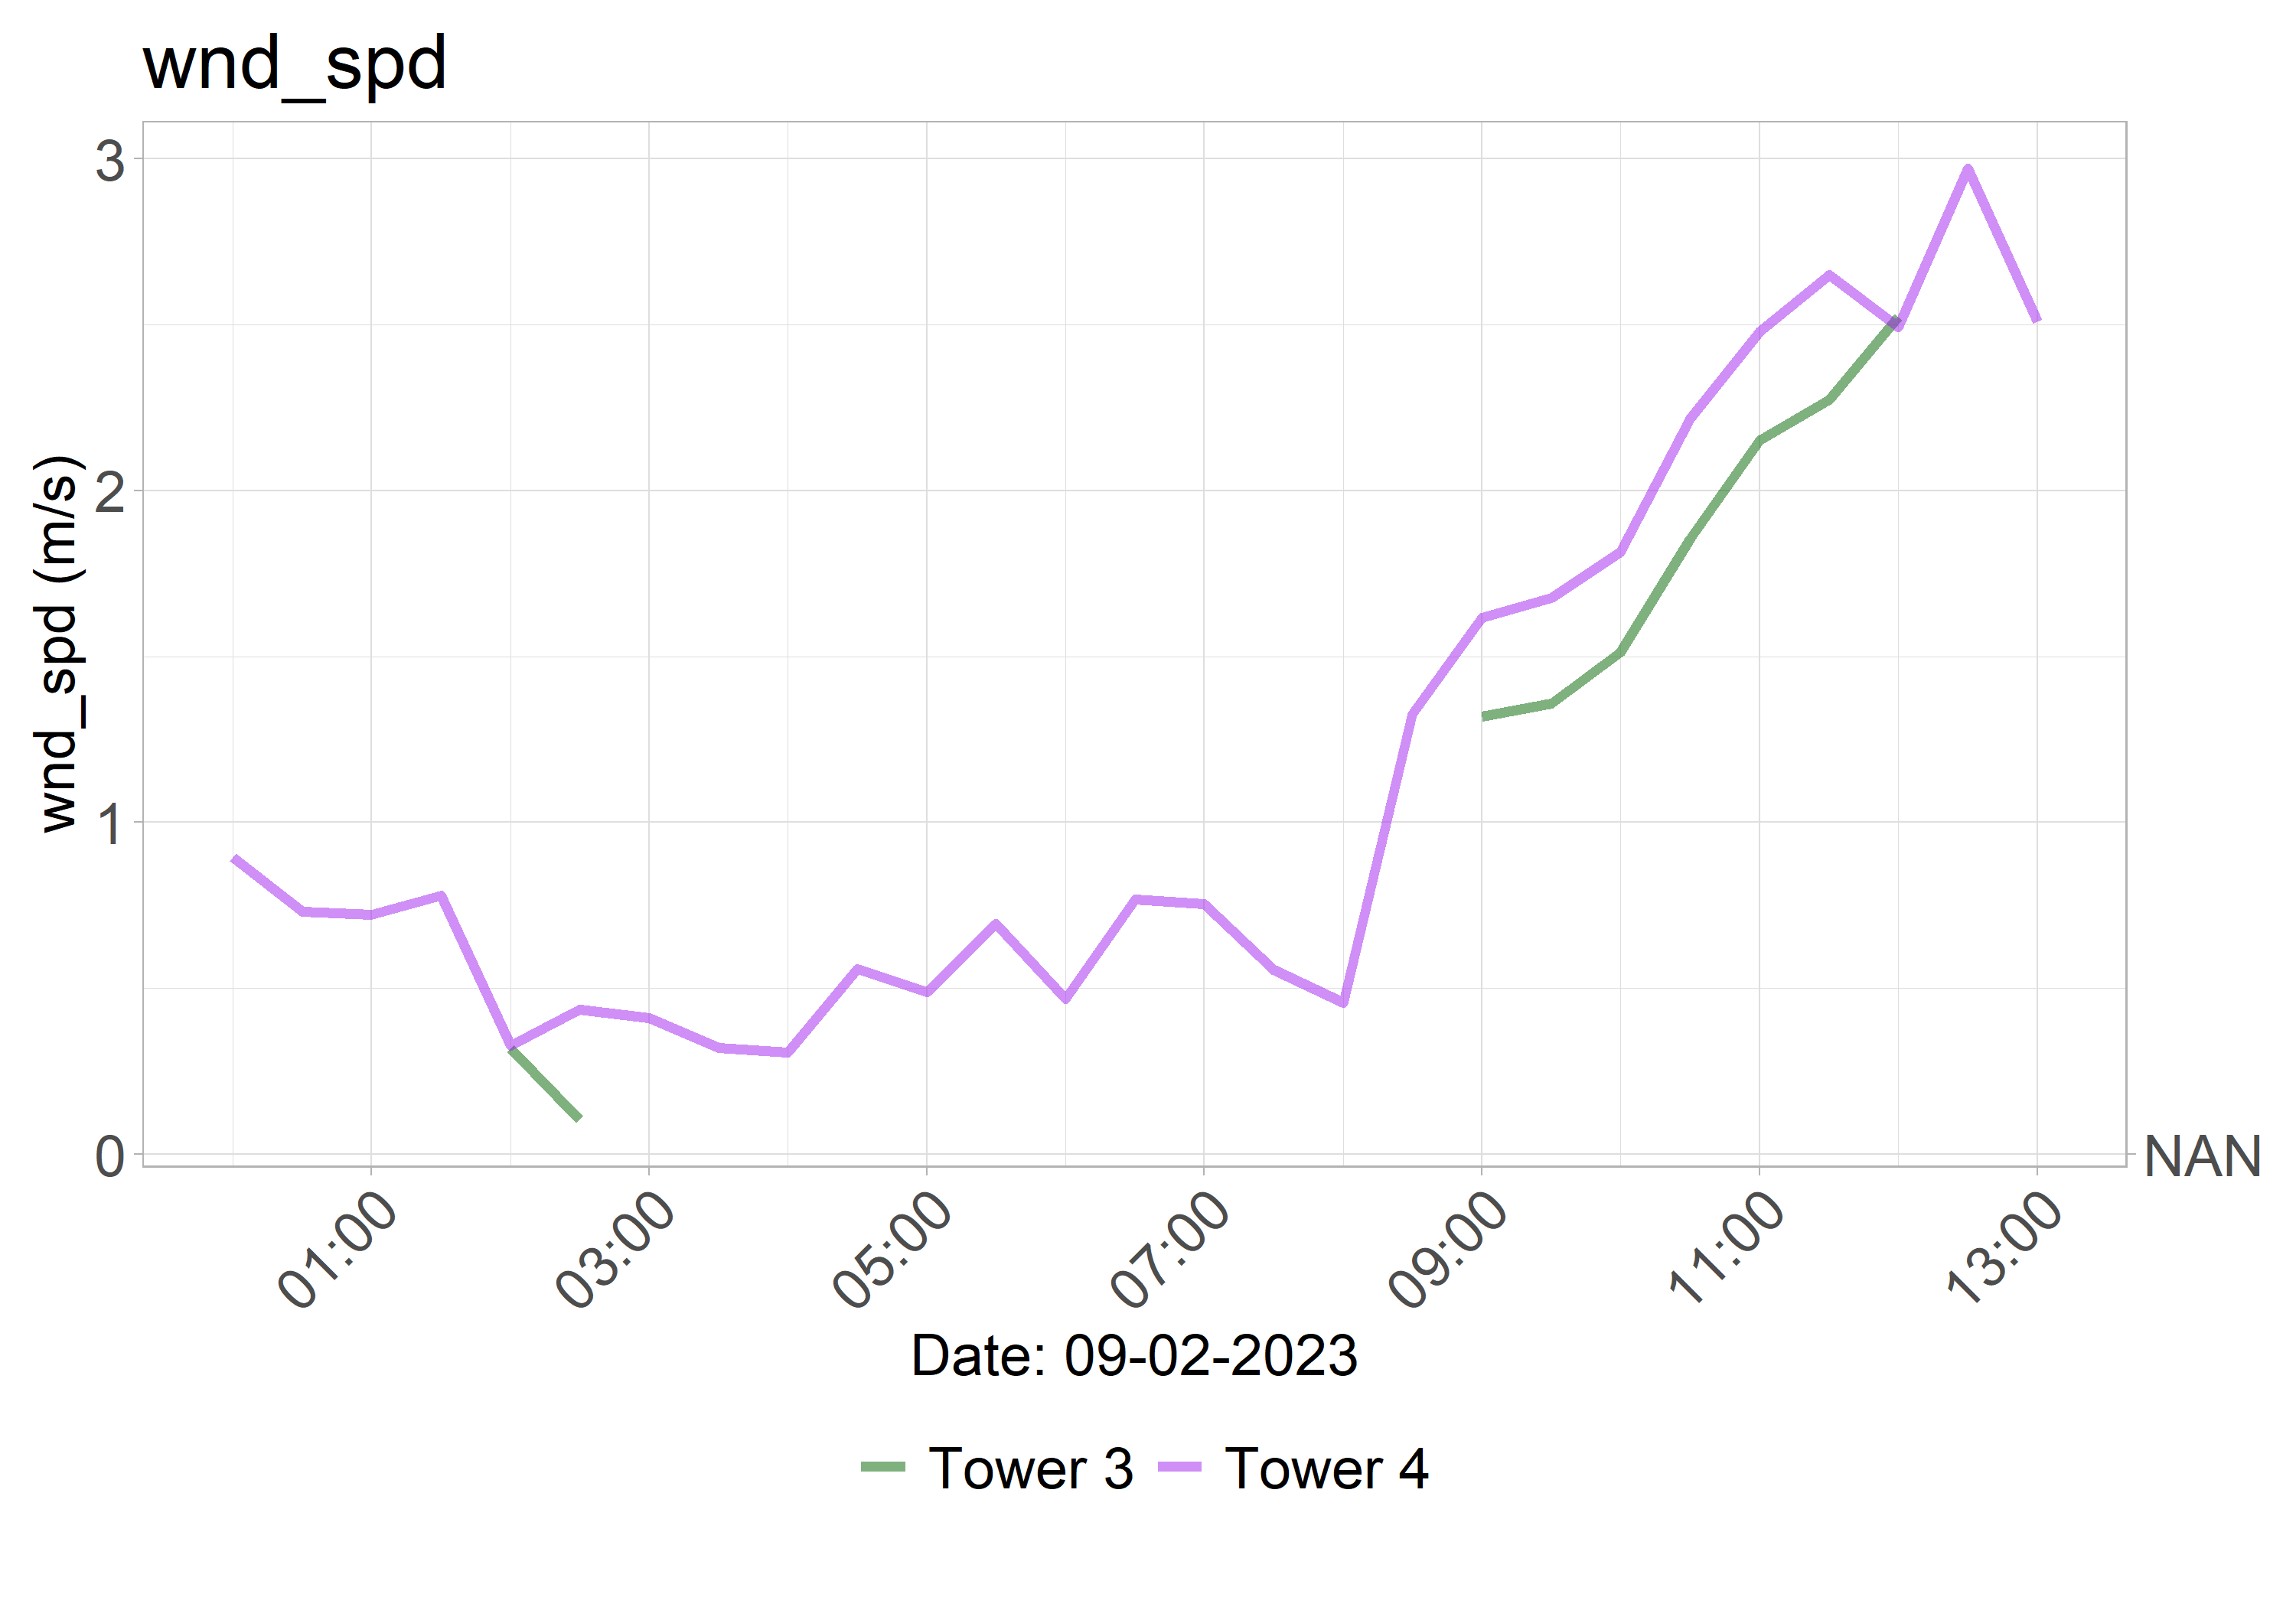 wnd_spd
wnd_spd (m/s)
3
2
1
0
NAN
01:00 03:00 05:00 07:00 09:00 11:00 13:00
Date: 09-02-2023
Tower 3 Tower 4